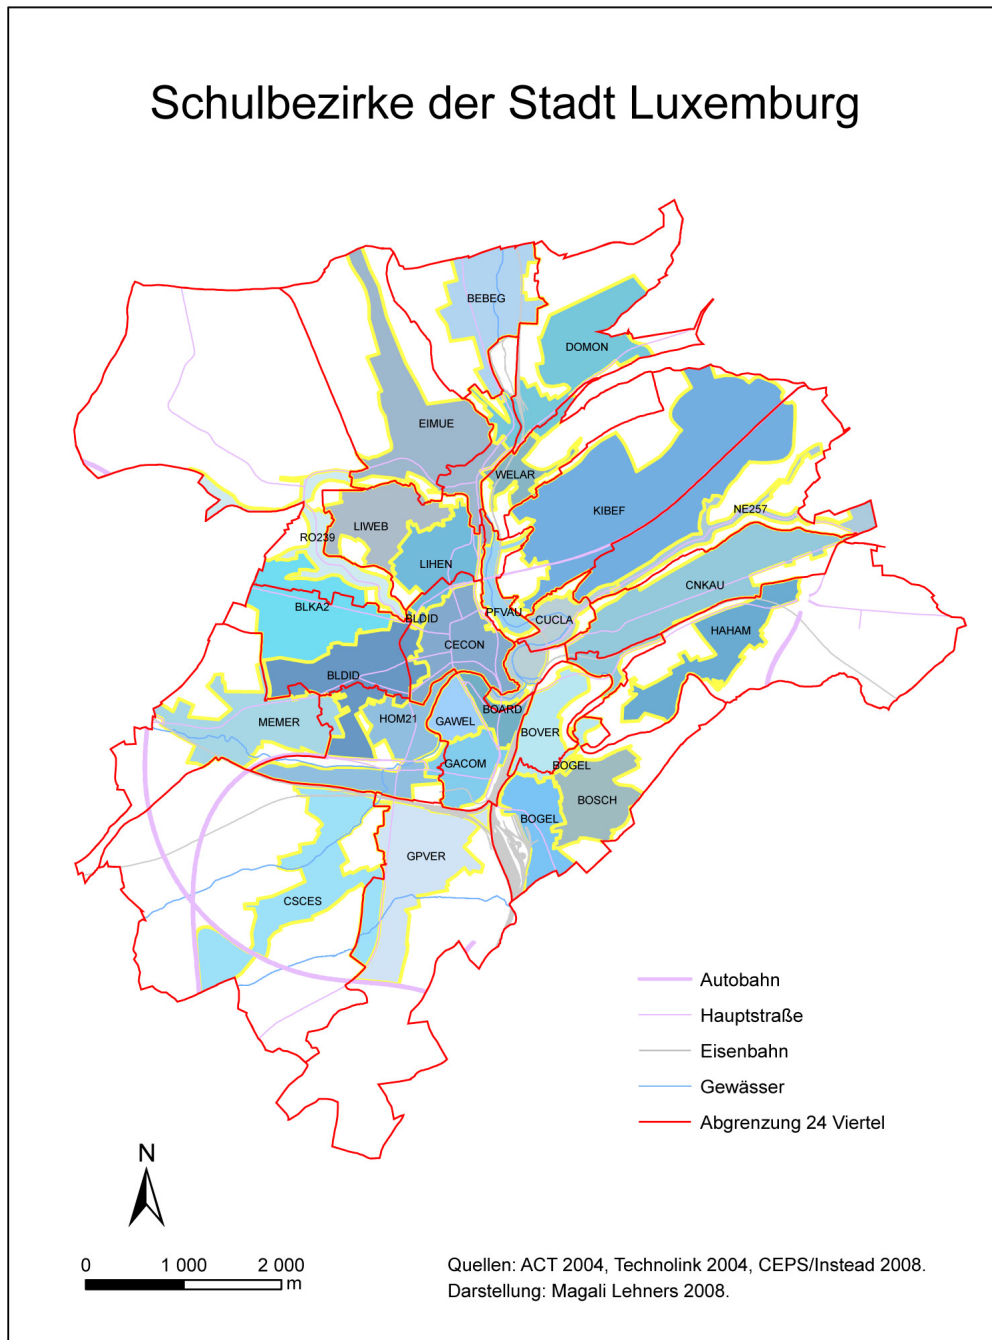 Schulbezirke der Stadt Luxemburg
BEBEG
DOMON
EIMUE
WELAR
KIBEF
NE257
LIWEB
RO239
LIHEN
CNKAU
BLKA2
BLDID
PFVAU
CUCLA
HAHAM
CECON
BLDID
BOARD
MEMER
HOM21
GAWEL
BOVER
GACOM
BOGEL
BOSCH
BOGEL
GPVER
CSCES
Autobahn
Hauptstraße
Eisenbahn
Gewässer
Abgrenzung 24 Viertel
N
0 1 000 2 000
m
Quellen: ACT 2004, Technolink 2004, CEPS/Instead 2008.
Darstellung: Magali Lehners 2008.